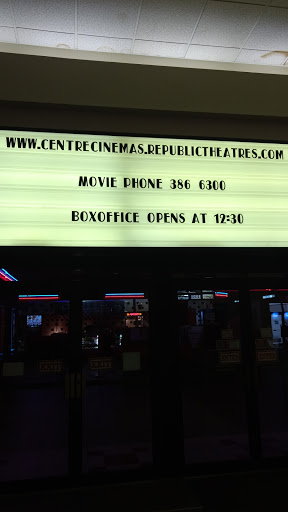 WWW.CENTRECINEMAS.REPUBLICTHEATRES.COM
MOVIE PHONE 386 6300
BOXOFFICE OPENS AT 12:30